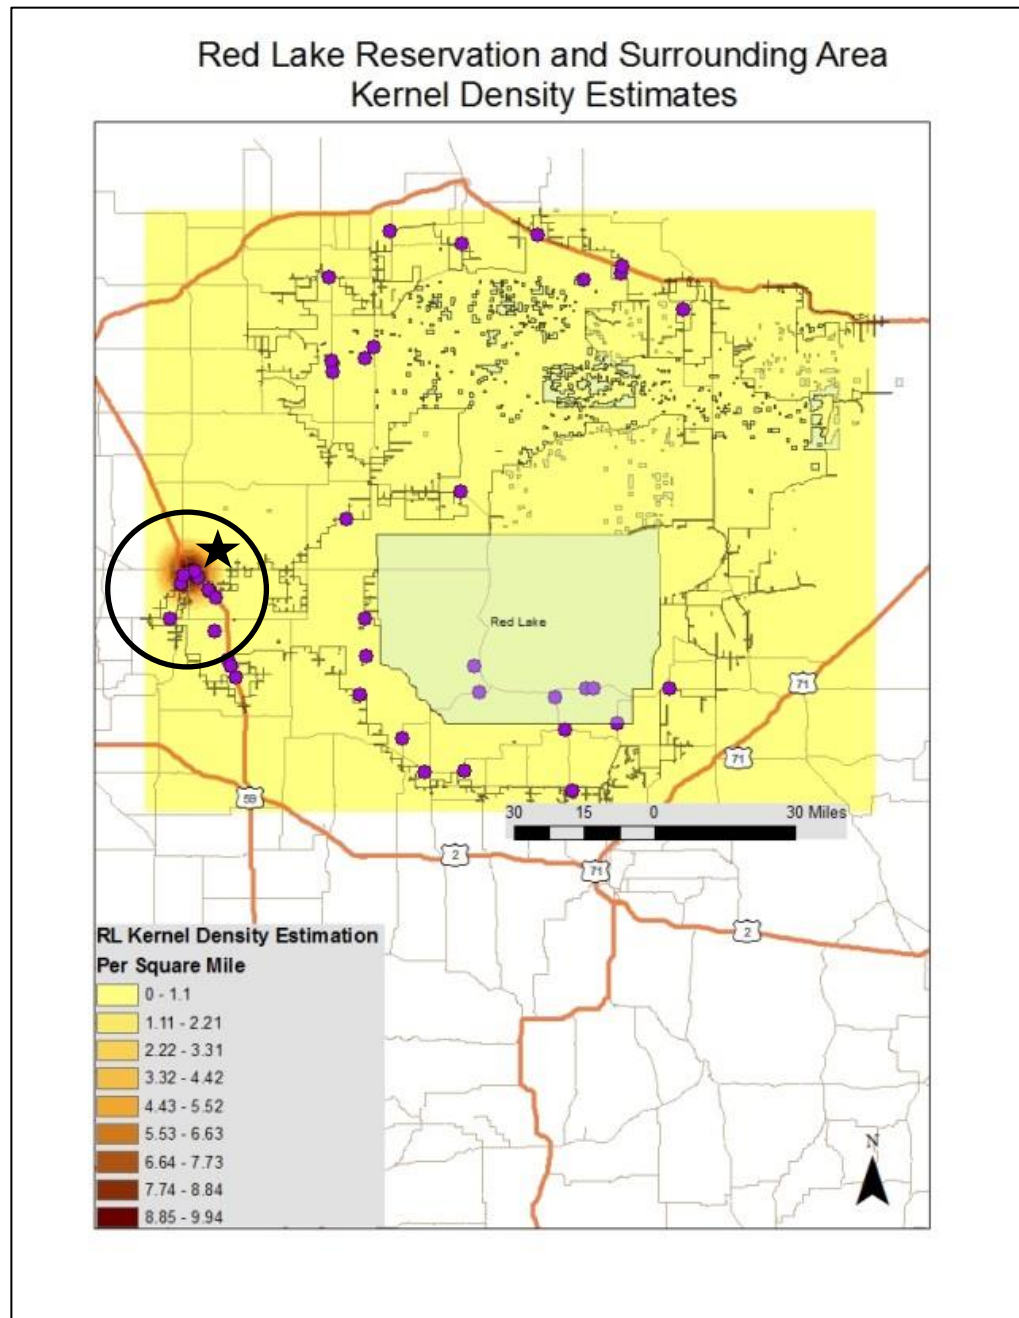 Red Lake Reservation and Surrounding Area
Kernel Density Estimates
Red Lake
71
71
59
30 15 0 30 Miles
2
71
2
RL Kernel Density Estimation
Per Square Mile
0 - 1.1
1.11 - 2.21
2.22 - 3.31
3.32 - 4.42
4.43 - 5.52
5.53 - 6.63
6.64 - 7.73
7.74 - 8.84
8.85 - 9.94
N